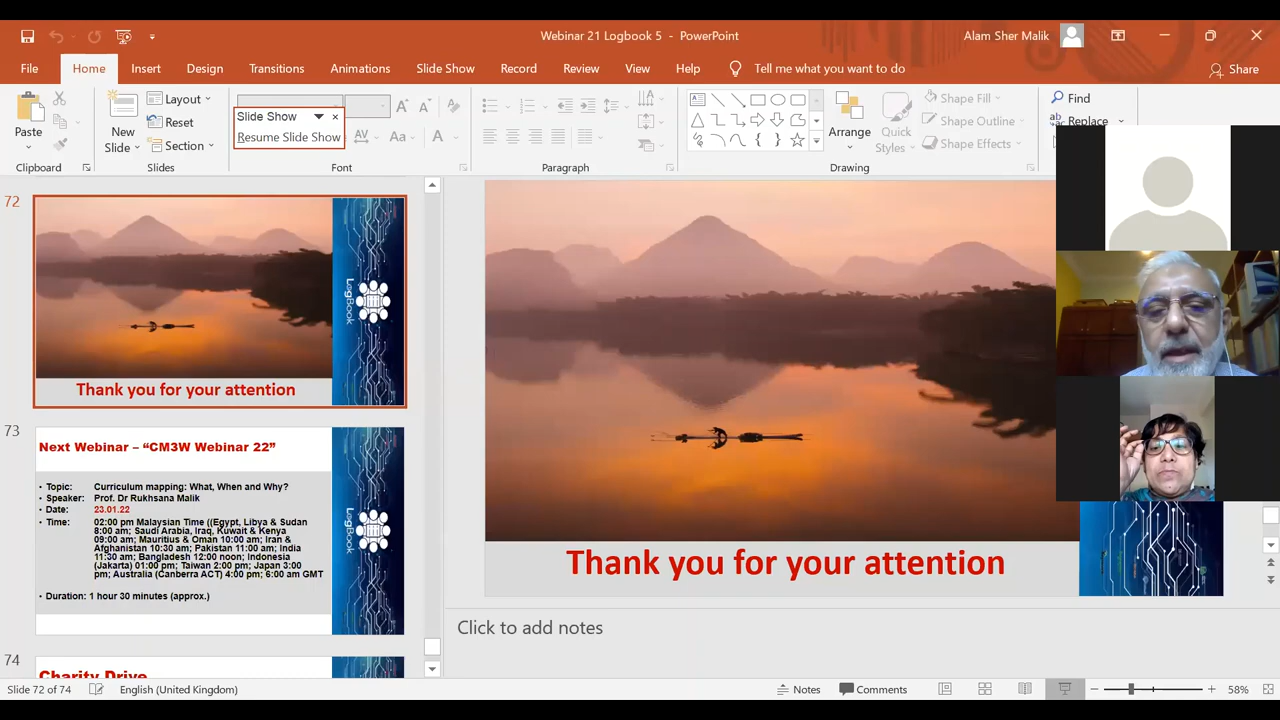 Webinar 21 Logbook 5 - PowerPoint
Alam Sher Malik
File Home Insert Design Transitions Animations Slide Show Record Review View Help Tell me what you want to do Share
Paste
Clipboard
New Slide
Layout
Reset
Section
Slides
Slide Show
Resume Slide Show
AV
Aa
A
Font
Paragraph
Arrange
Quick Styles
Shape Fill
Shape Outline
Shape Effects
Drawing
Find
Replace
72
LogBook
Thank you for your attention
73
Next Webinar – “CM3W Webinar 22”
• Topic: Curriculum mapping: What, When and Why?
• Speaker: Prof. Dr Rukhsana Malik
• Date: 23.01.22
• Time: 02:00 pm Malaysian Time ((Egypt, Libya & Sudan
8:00 am; Saudi Arabia, Iraq, Kuwait & Kenya
09:00 am; Mauritius & Oman 10:00 am; Iran &
Afghanistan 10:30 am; Pakistan 11:00 am; India
11:30 am; Bangladesh 12:00 noon; Indonesia
(Jakarta) 01:00 pm; Taiwan 2:00 pm; Japan 3:00
pm; Australia (Canberra ACT) 4:00 pm; 6:00 am GMT
• Duration: 1 hour 30 minutes (approx.)
LogBook
74
Charity Drive
Thank you for your attention
Click to add notes
Slide 72 of 74
English (United Kingdom)
Notes
Comments
58%